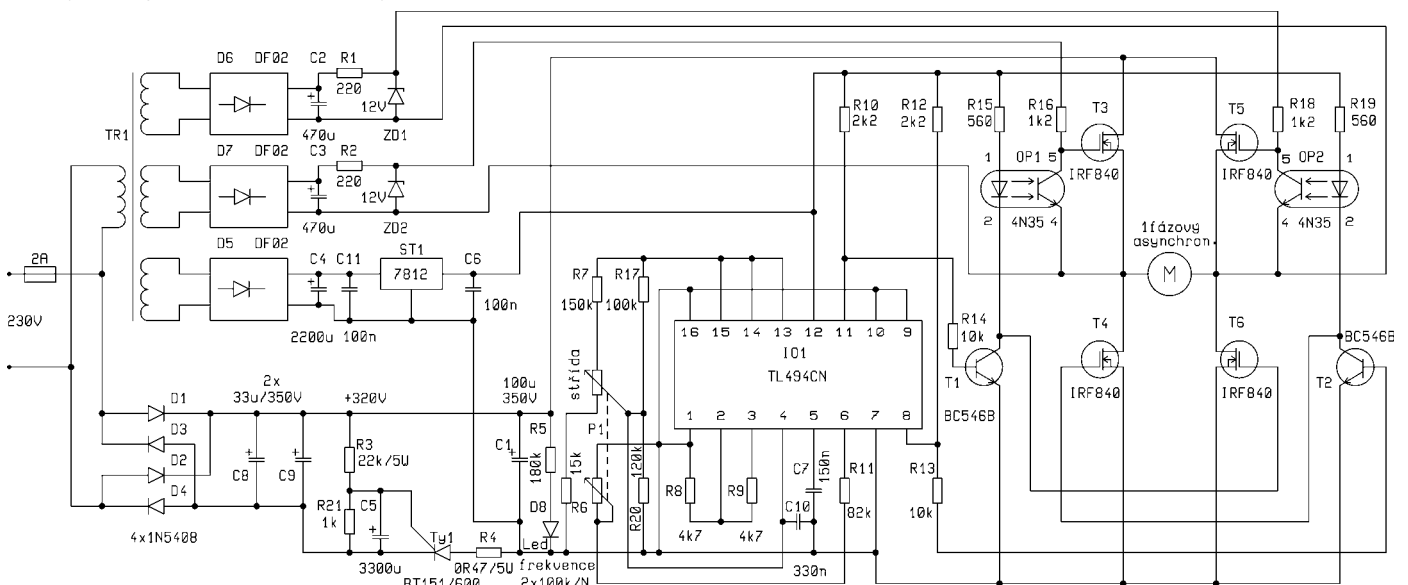 D6 DF02 C2 R1
220
12V
470u
ZD1
TR1
D7 DF02 C3 R2
220
12V
470u
ZD2
D5 DF02 C4 C11 ST1 C6
7812
2200u 100n
100n
2A
230V
D1
D3
D2
D4
4x1N5408
2x
33u/350V
C8
C9
+320V
R3
22k/5W
R21
1k
C5
3300u
Ty1
BT151/600
R4
0R47/5W
100u
350V
C1
R5
180k
D8
Led
15k
R6
frekvence
2x100k/N
R7
150k
R17
100k
střída
P1
120k
R20
16 15 14 13 12 11 10 9
IO1
TL494CN
1 2 3 4 5 6 7 8
R8
4k7
R9
4k7
C7
150n
C10
330n
R11
82k
R13
10k
R10
2k2
R12
2k2
R14
10k
T1
BC546B
R15
560
R16
1k2
1
5
OP1
2
4N35
4
T3
IRF840
T5
IRF840
R18
1k2
R19
560
5
OP2
1
4
4N35
2
1fázový
asynchron.
M
T4
IRF840
T6
IRF840
BC546B
T2